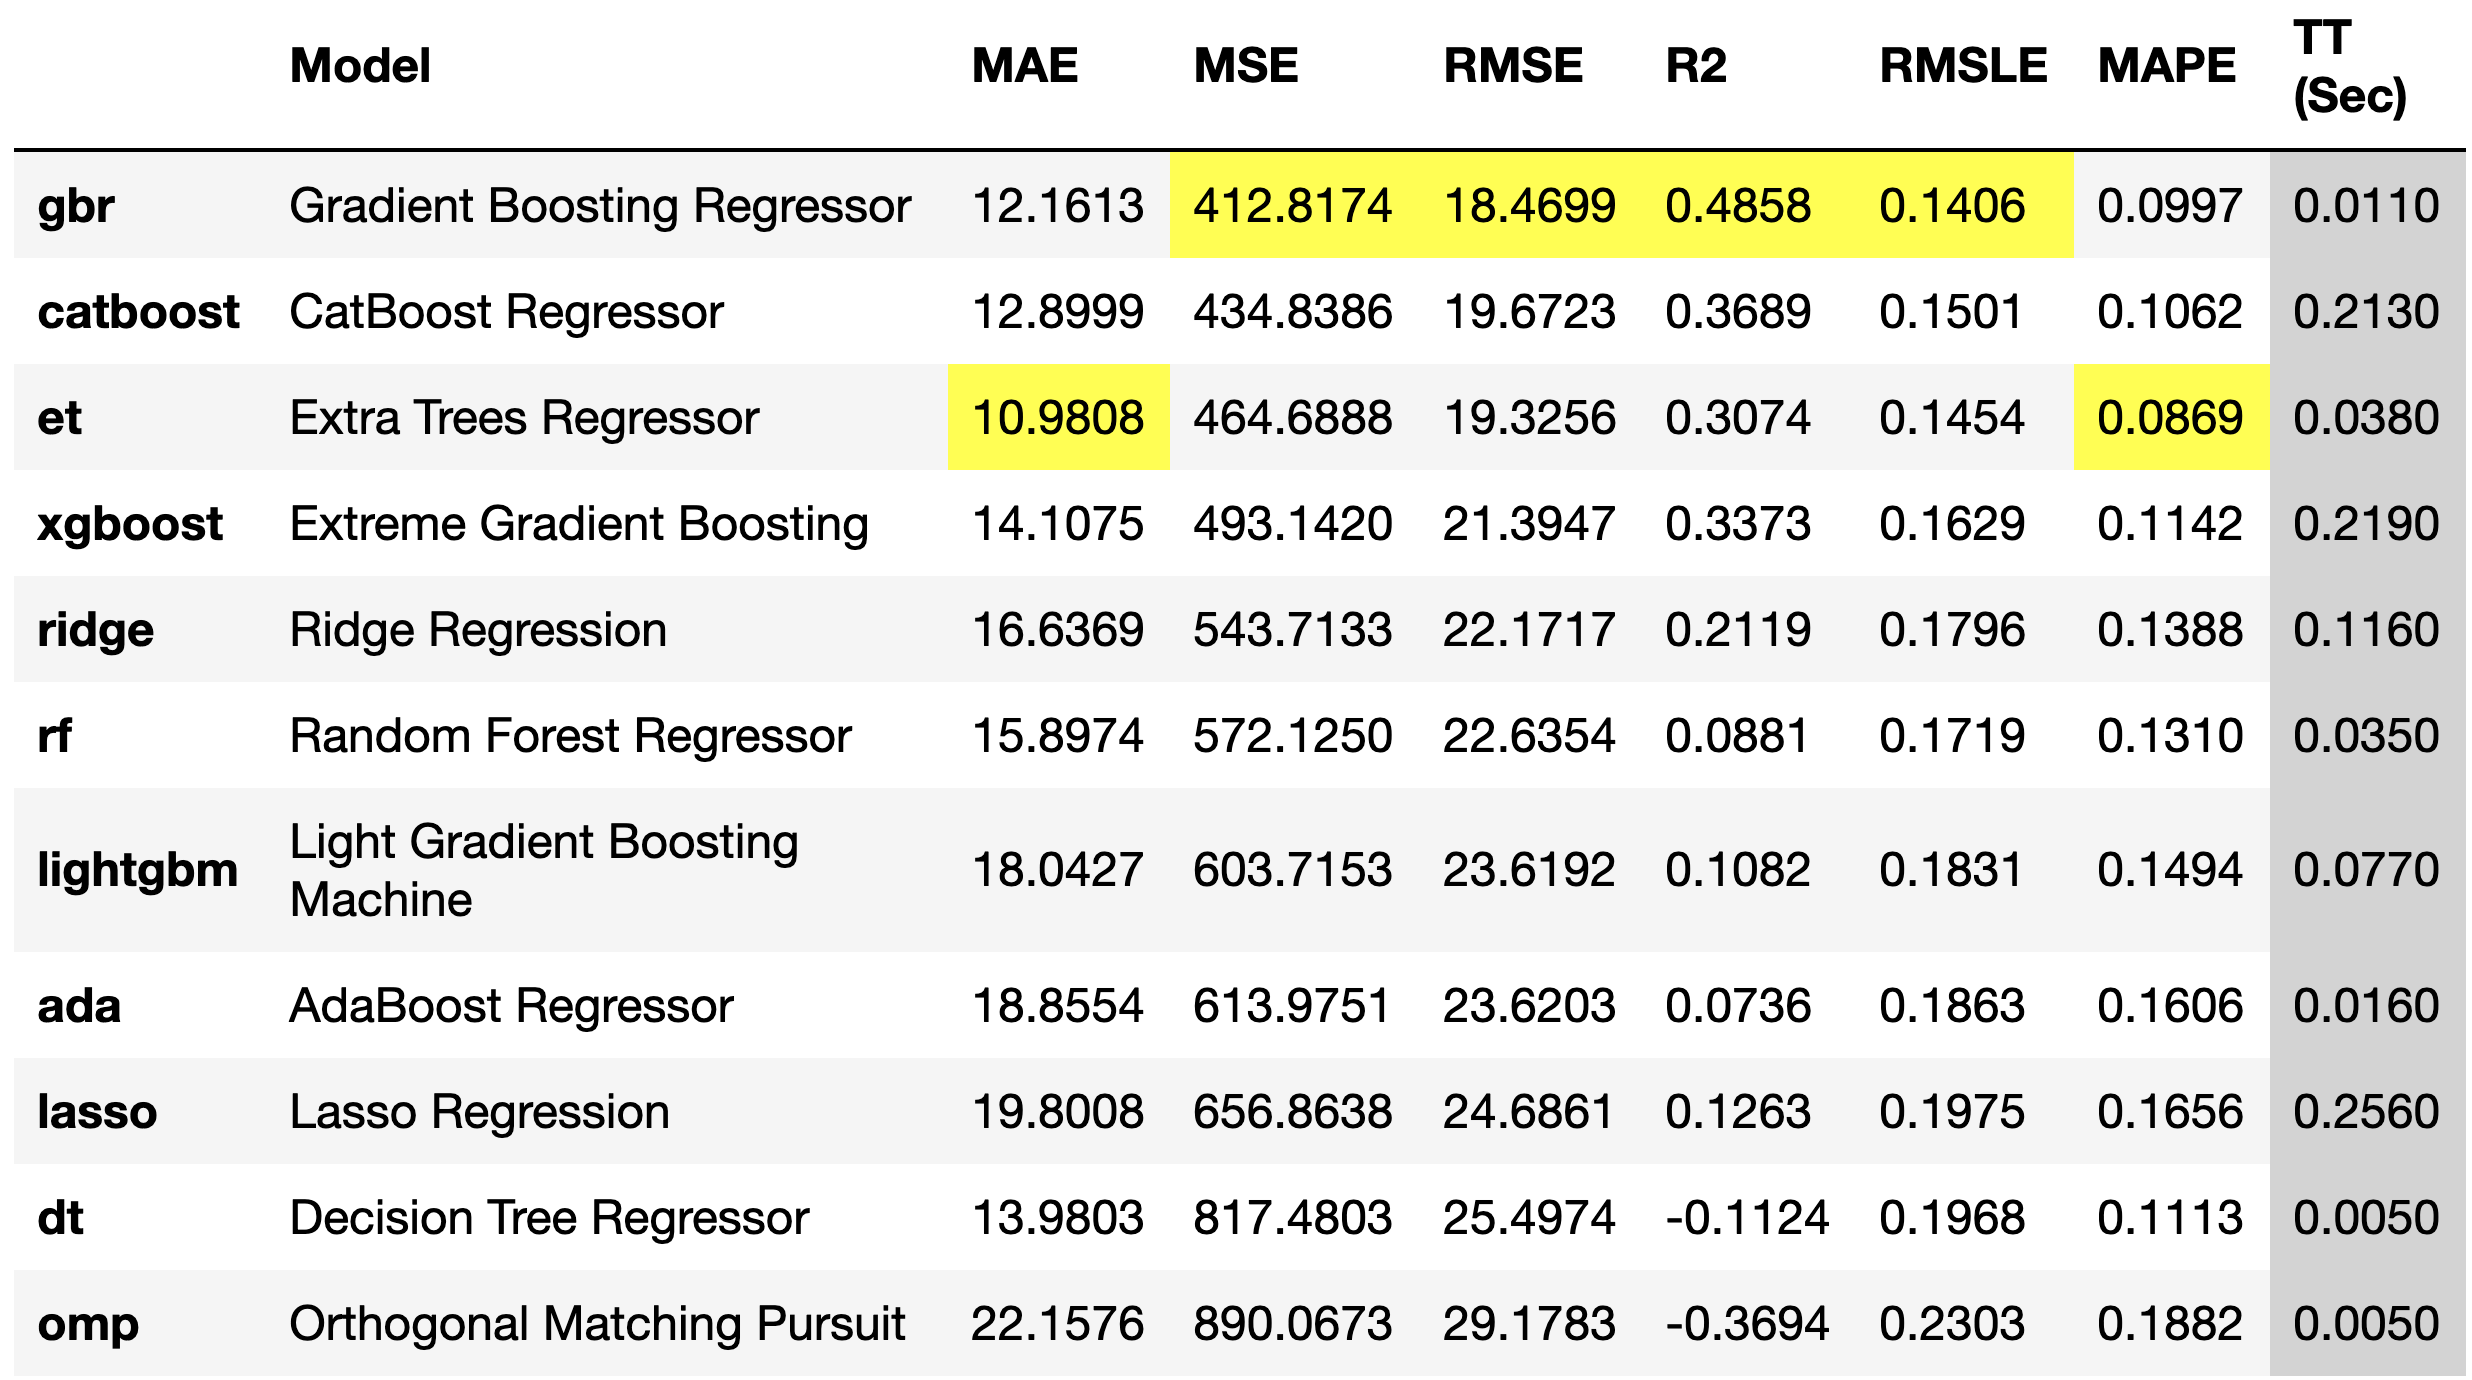 Model MAE MSE RMSE R2 RMSLE MAPE TT (Sec)
gbr Gradient Boosting Regressor 12.1613 412.8174 18.4699 0.4858 0.1406 0.0997 0.0110
catboost CatBoost Regressor 12.8999 434.8386 19.6723 0.3689 0.1501 0.1062 0.2130
et Extra Trees Regressor 10.9808 464.6888 19.3256 0.3074 0.1454 0.0869 0.0380
xgboost Extreme Gradient Boosting 14.1075 493.1420 21.3947 0.3373 0.1629 0.1142 0.2190
ridge Ridge Regression 16.6369 543.7133 22.1717 0.2119 0.1796 0.1388 0.1160
rf Random Forest Regressor 15.8974 572.1250 22.6354 0.0881 0.1719 0.1310 0.0350
lightgbm Light Gradient Boosting Machine 18.0427 603.7153 23.6192 0.1082 0.1831 0.1494 0.0770
ada AdaBoost Regressor 18.8554 613.9751 23.6203 0.0736 0.1863 0.1606 0.0160
lasso Lasso Regression 19.8008 656.8638 24.6861 0.1263 0.1975 0.1656 0.2560
dt Decision Tree Regressor 13.9803 817.4803 25.4974 -0.1124 0.1968 0.1113 0.0050
omp Orthogonal Matching Pursuit 22.1576 890.0673 29.1783 -0.3694 0.2303 0.1882 0.0050